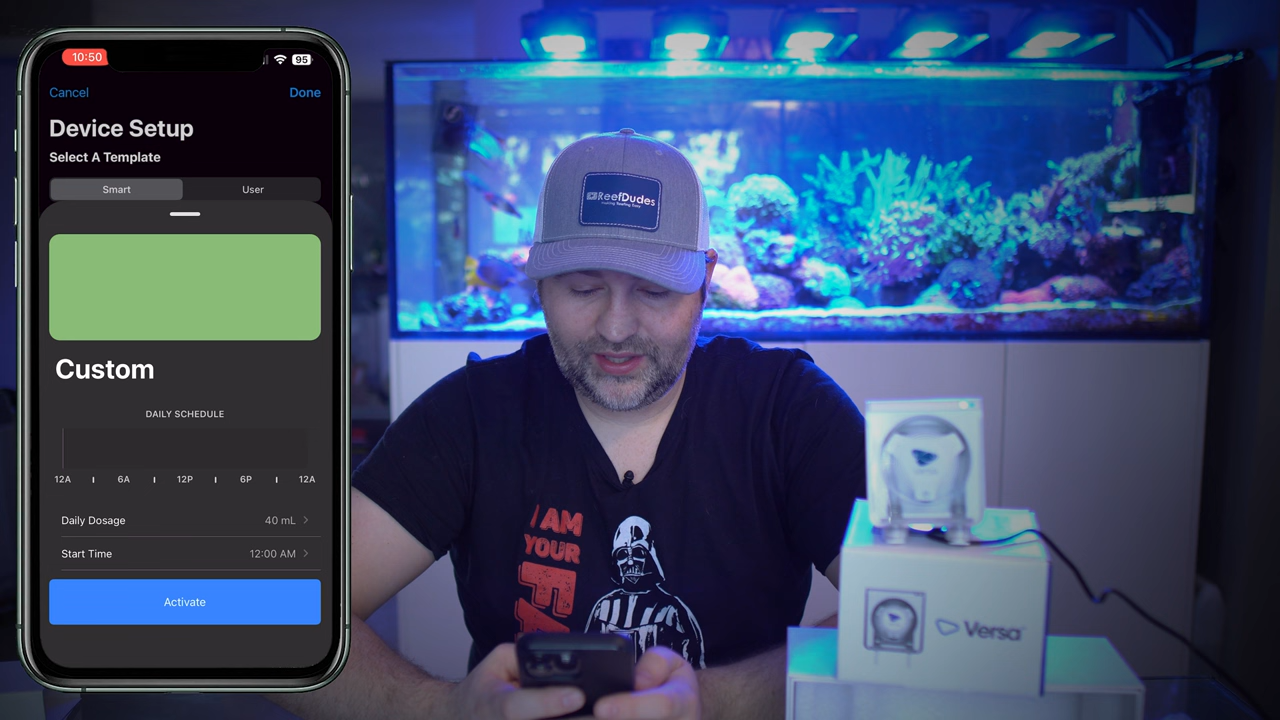 10:50
95
Cancel
Done
Device Setup
Select A Template
Smart
User
Custom
DAILY SCHEDULE
12A
6A
12P
6P
12A
Daily Dosage
40 mL
Start Time
12:00 AM
Activate
ReefDudes
I AM
YOUR
FA
Versa